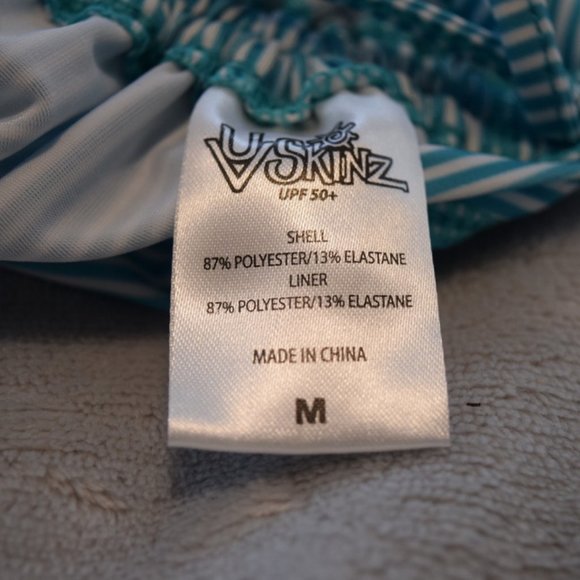 UV SKINZ
UPF 50+
SHELL
87% POLYESTER/13% ELASTANE
LINER
87% POLYESTER/13% ELASTANE
MADE IN CHINA
M